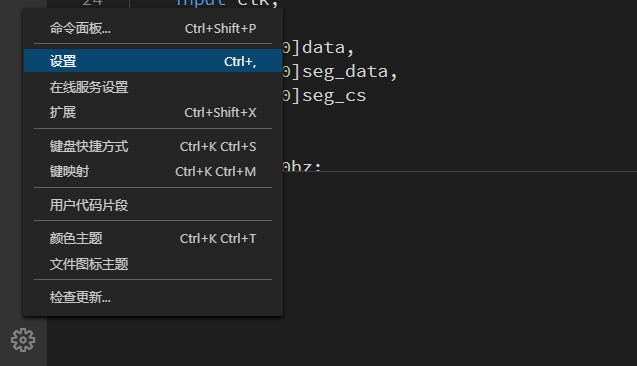 24 input clk,
命令面板... Ctrl+Shift+P
设置 Ctrl+,
0]data,
0]seg_data,
在线服务设置
0]seg_cs
扩展 Ctrl+Shift+X
键盘快捷方式 Ctrl+K Ctrl+S
键映射 Ctrl+K Ctrl+M
0hz;
用户代码片段
颜色主题 Ctrl+K Ctrl+T
文件图标主题
检查更新...